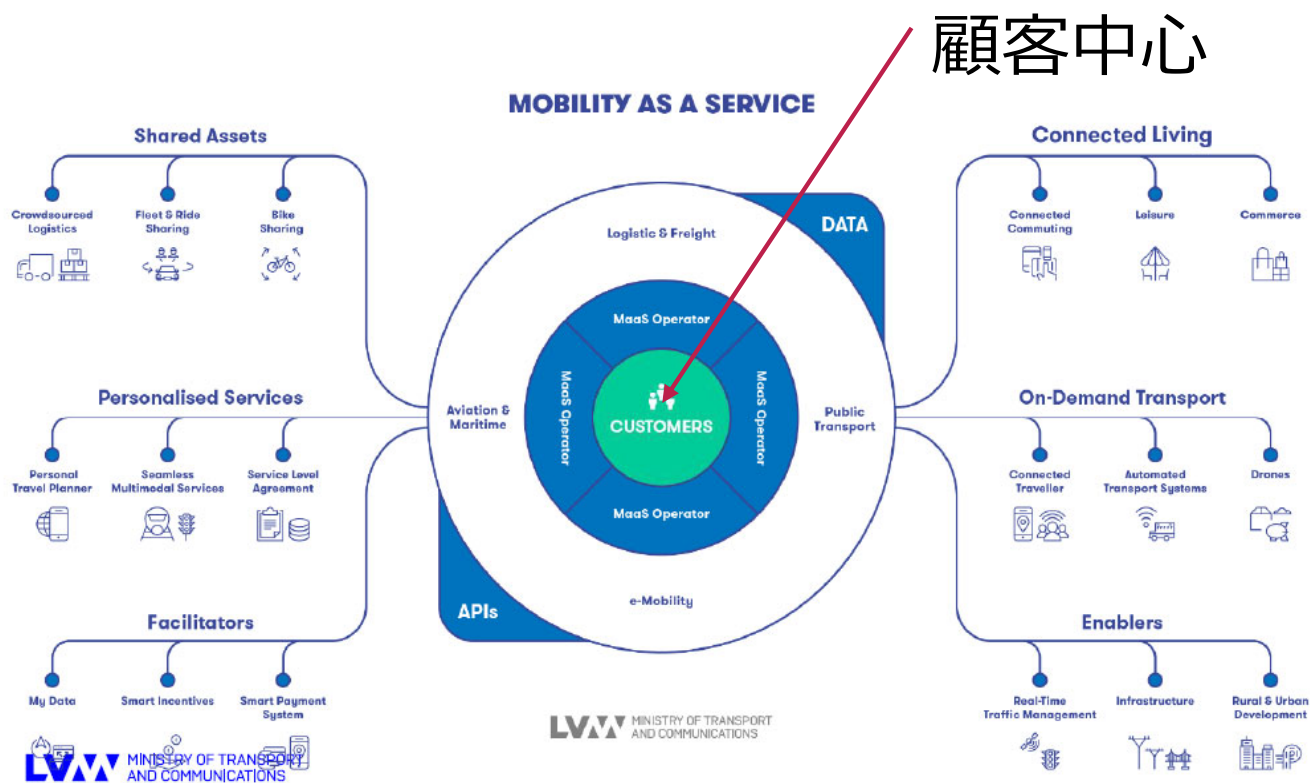 顧客中心
MOBILITY AS A SERVICE
Shared Assets
Crowdsourced
Logistics
Fleet & Ride
Sharing
Bike
Sharing
Personalised Services
Personal
Travel Planner
Seamless
Multimodal Services
Service Level
Agreement
Facilitators
My Data
Smart Incentives
Smart Payment
System
DATA
Logistic & Freight
MaaS Operator
MaaS Operator
CUSTOMERS
MaaS Operator
MaaS Operator
Aviation &
Maritime
Public
Transport
e-Mobility
APIs
Connected Living
Connected
Commuting
Leisure
Commerce
On-Demand Transport
Connected
Traveller
Automated
Transport Systems
Drones
Enablers
Real-Time
Traffic Management
Infrastructure
Rural & Urban
Development
LVM MINISTRY OF TRANSPORT
AND COMMUNICATIONS
LVM MINISTRY OF TRANSPORT
AND COMMUNICATIONS